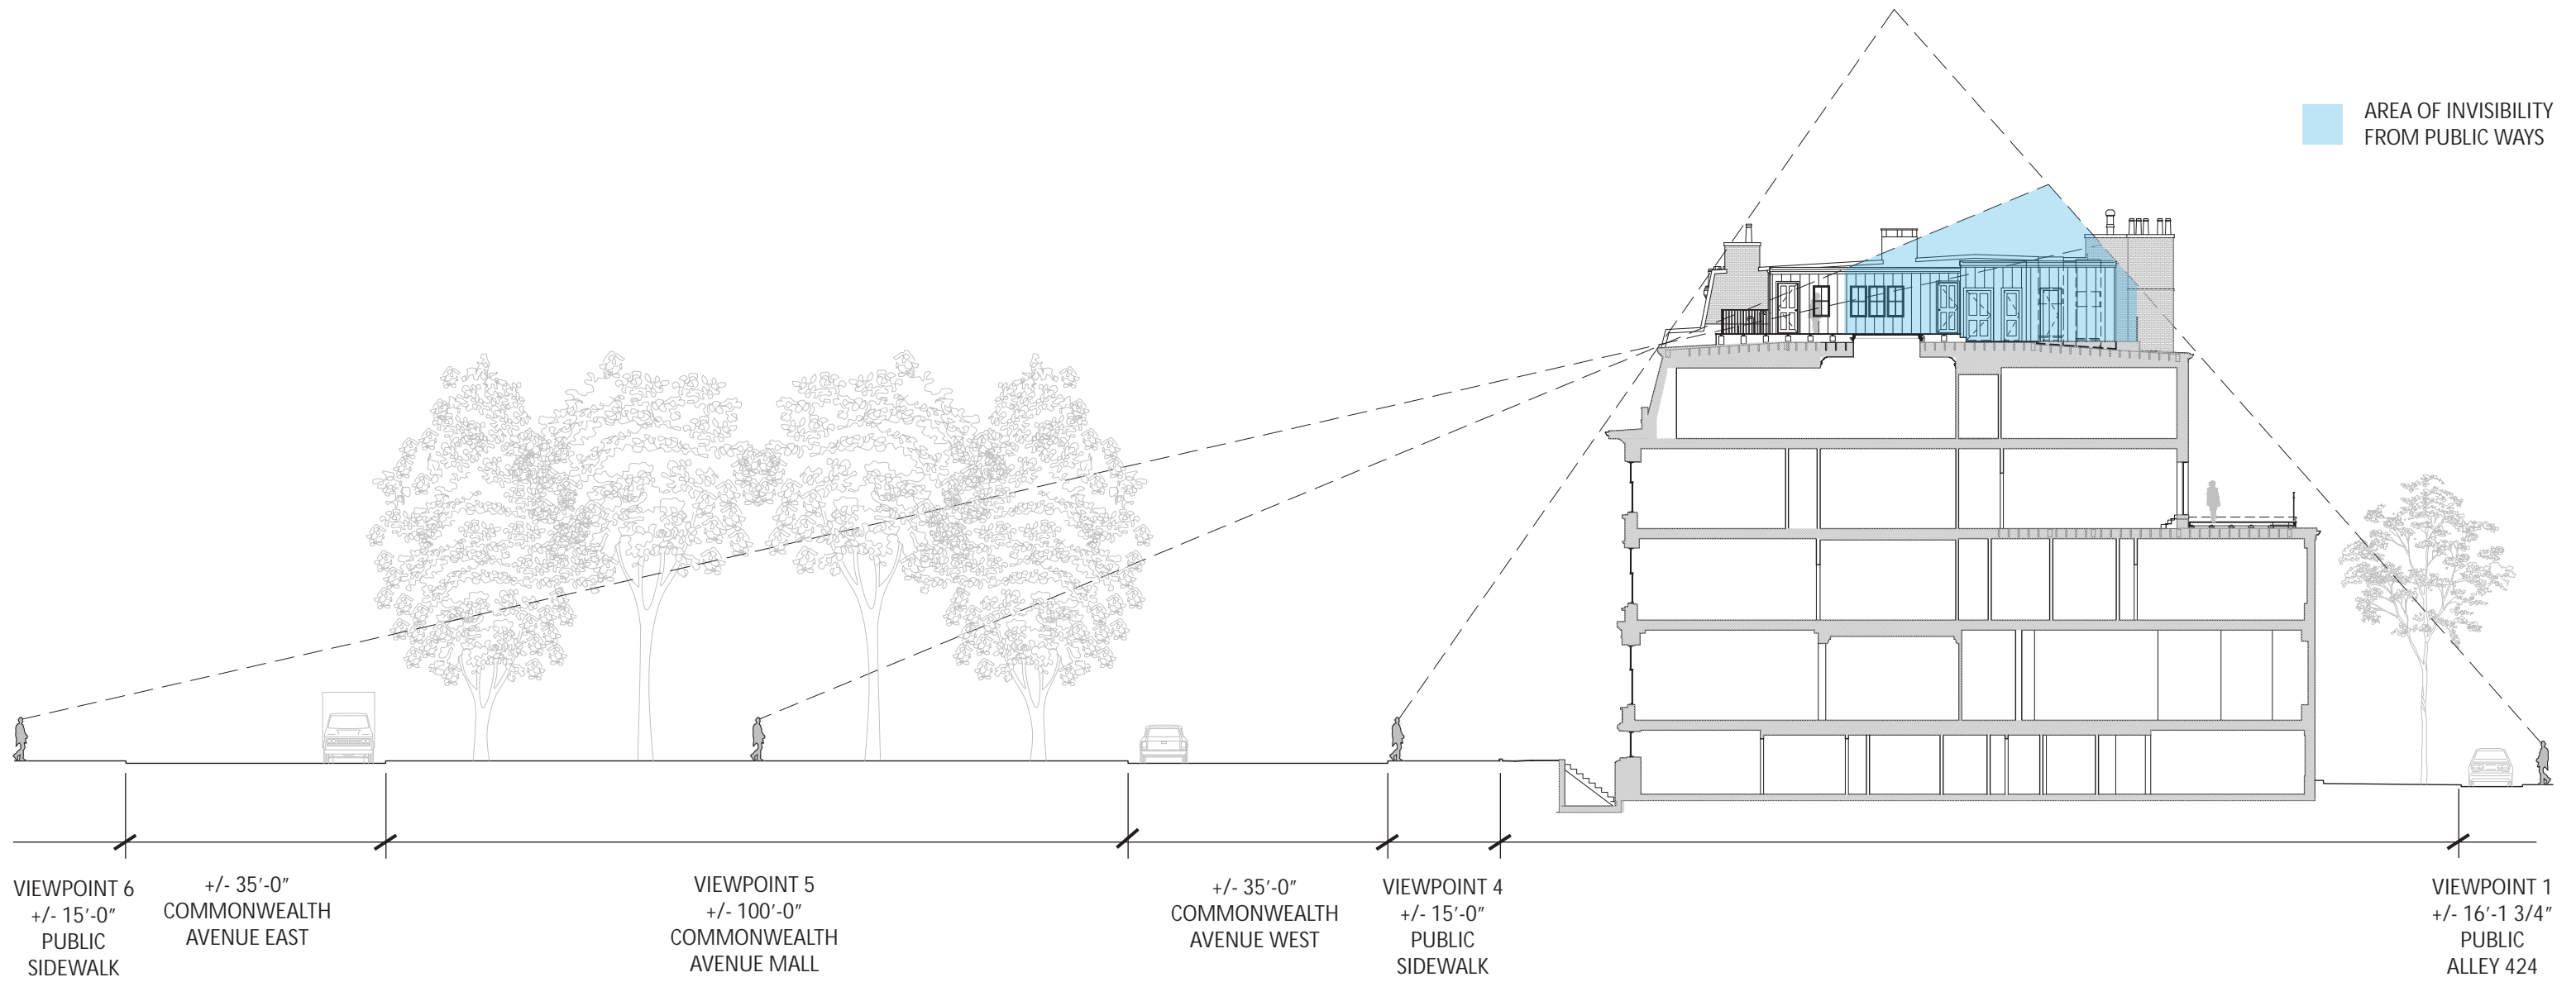 AREA OF INVISIBILITY
FROM PUBLIC WAYS
VIEWPOINT 6
+/- 15'-0"
PUBLIC
SIDEWALK
+/- 35'-0"
COMMONWEALTH
AVENUE EAST
VIEWPOINT 5
+/- 100'-0"
COMMONWEALTH
AVENUE MALL
+/- 35'-0"
COMMONWEALTH
AVENUE WEST
VIEWPOINT 4
+/- 15'-0"
PUBLIC
SIDEWALK
VIEWPOINT 1
+/- 16'-1 3/4"
PUBLIC
ALLEY 424